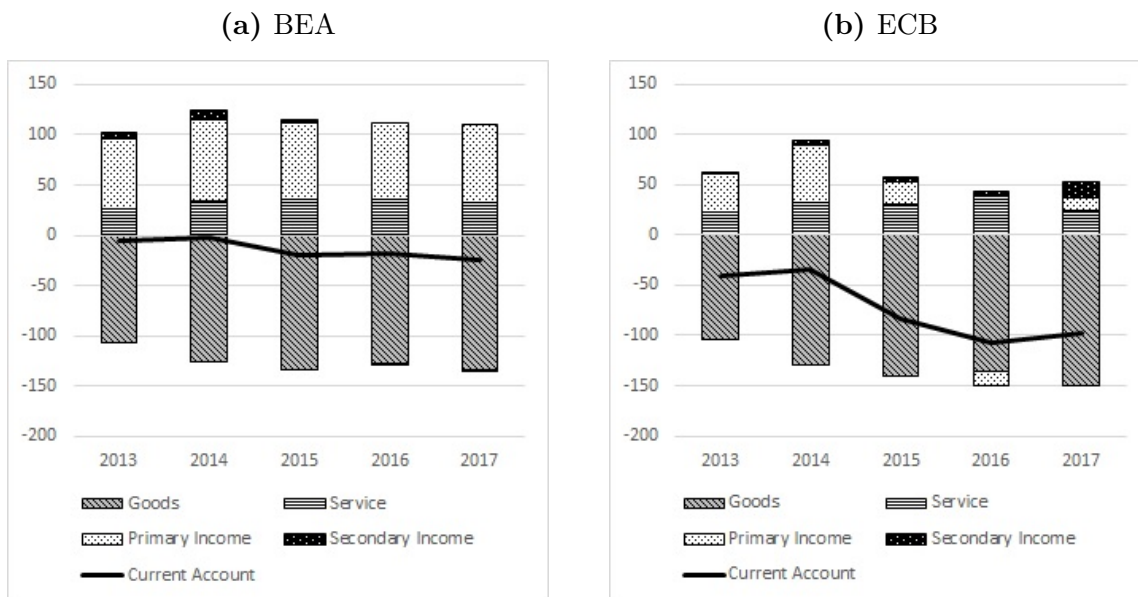 (a) BEA
(b) ECB
150
100
50
0
-50
-100
-150
-200
2013 2014 2015 2016 2017
Goods Service
Primary Income Secondary Income
Current Account
150
100
50
0
-50
-100
-150
-200
2013 2014 2015 2016 2017
Goods Service
Primary Income Secondary Income
Current Account